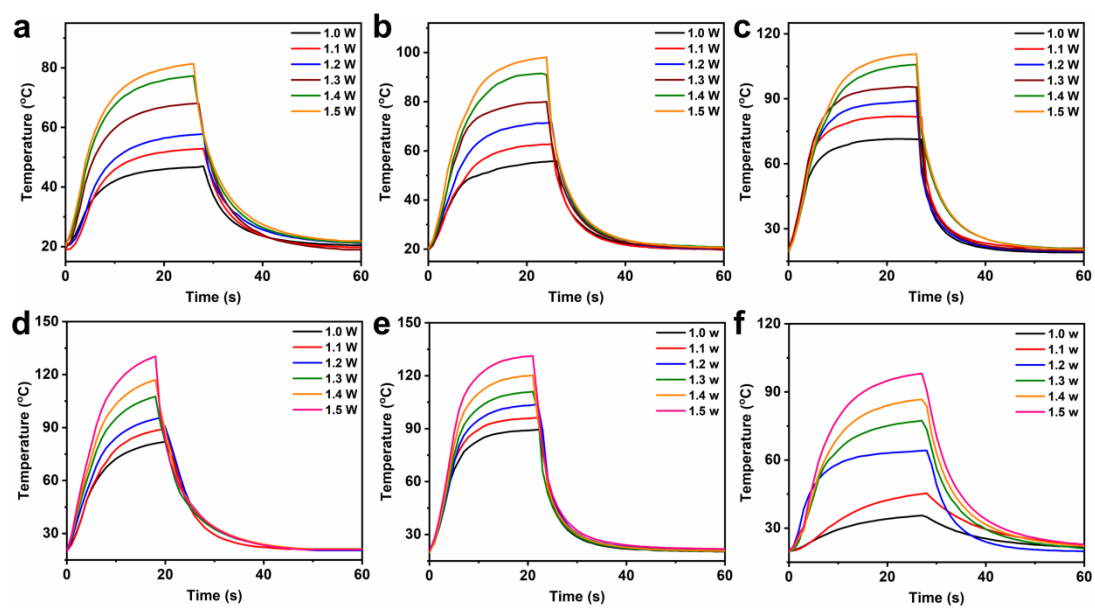 a
1.0 W
1.1 W
1.2 W
1.3 W
1.4 W
1.5 W
80
60
40
20
Temperature (°C)
0
20
40
60
Time (s)
b
1.0 W
1.1 W
1.2 W
1.3 W
1.4 W
1.5 W
100
80
60
40
20
Temperature (°C)
0
20
40
60
Time (s)
c
1.0 W
1.1 W
1.2 W
1.3 W
1.4 W
1.5 W
120
90
60
30
Temperature (°C)
0
20
40
60
Time (s)
d
1.0 W
1.1 W
1.2 W
1.3 W
1.4 W
1.5 W
150
120
90
60
30
Temperature (°C)
0
20
40
60
Time (s)
e
1.0 w
1.1 w
1.2 w
1.3 w
1.4 w
1.5 w
150
120
90
60
30
Temperature (°C)
0
20
40
60
Time (s)
f
1.0 w
1.1 w
1.2 w
1.3 w
1.4 w
1.5 w
120
90
60
30
Temperature (°C)
0
20
40
60
Time (s)